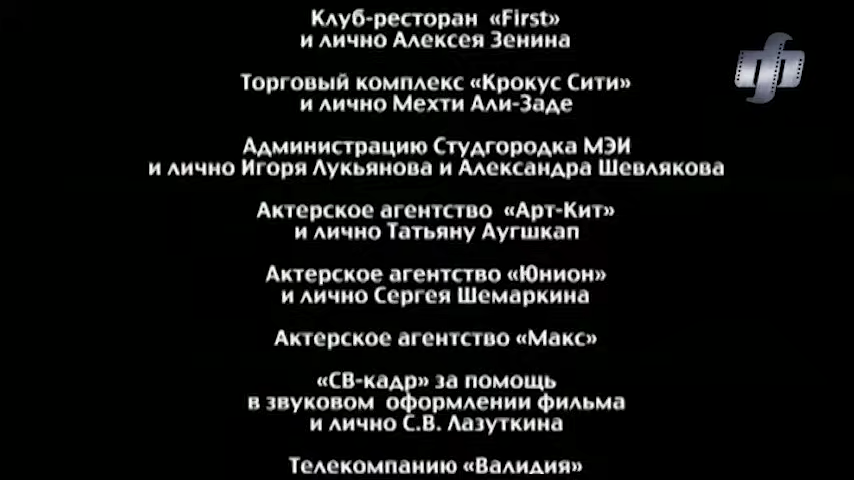 Клуб-ресторан «First»
и лично Алексея Зенина
Торговый комплекс «Крокус Сити»
и лично Мехти Али-Заде
Администрацию Студгородка МЭИ
и лично Игоря Лукьянова и Александра Шевлякова
Актерское агентство «Арт-Кит»
и лично Татьяну Аугшкап
Актерское агентство «Юнион»
и лично Сергея Шемаркина
Актерское агентство «Макс»
«СВ-кадр» за помощь
в звуковом оформлении фильма
и лично С.В. Лазуткина
Телекомпанию «Валидия»